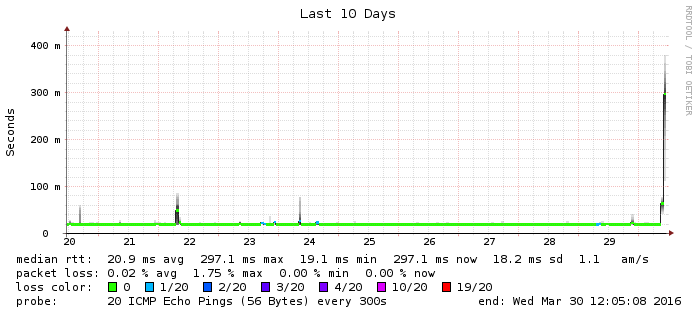 Last 10 Days
RRDTOOL / TOBI OETIKER
Seconds
400 m
300 m
200 m
100 m
0
20 21 22 23 24 25 26 27 28 29
median rtt: 20.9 ms avg 297.1 ms max 19.1 ms min 297.1 ms now 18.2 ms sd 1.1 am/s
packet loss: 0.02 % avg 1.75 % max 0.00 % min 0.00 % now
loss color: 0 1/20 2/20 3/20 4/20 10/20 19/20
probe: 20 ICMP Echo Pings (56 Bytes) every 300s end: Wed Mar 30 12:05:08 2016